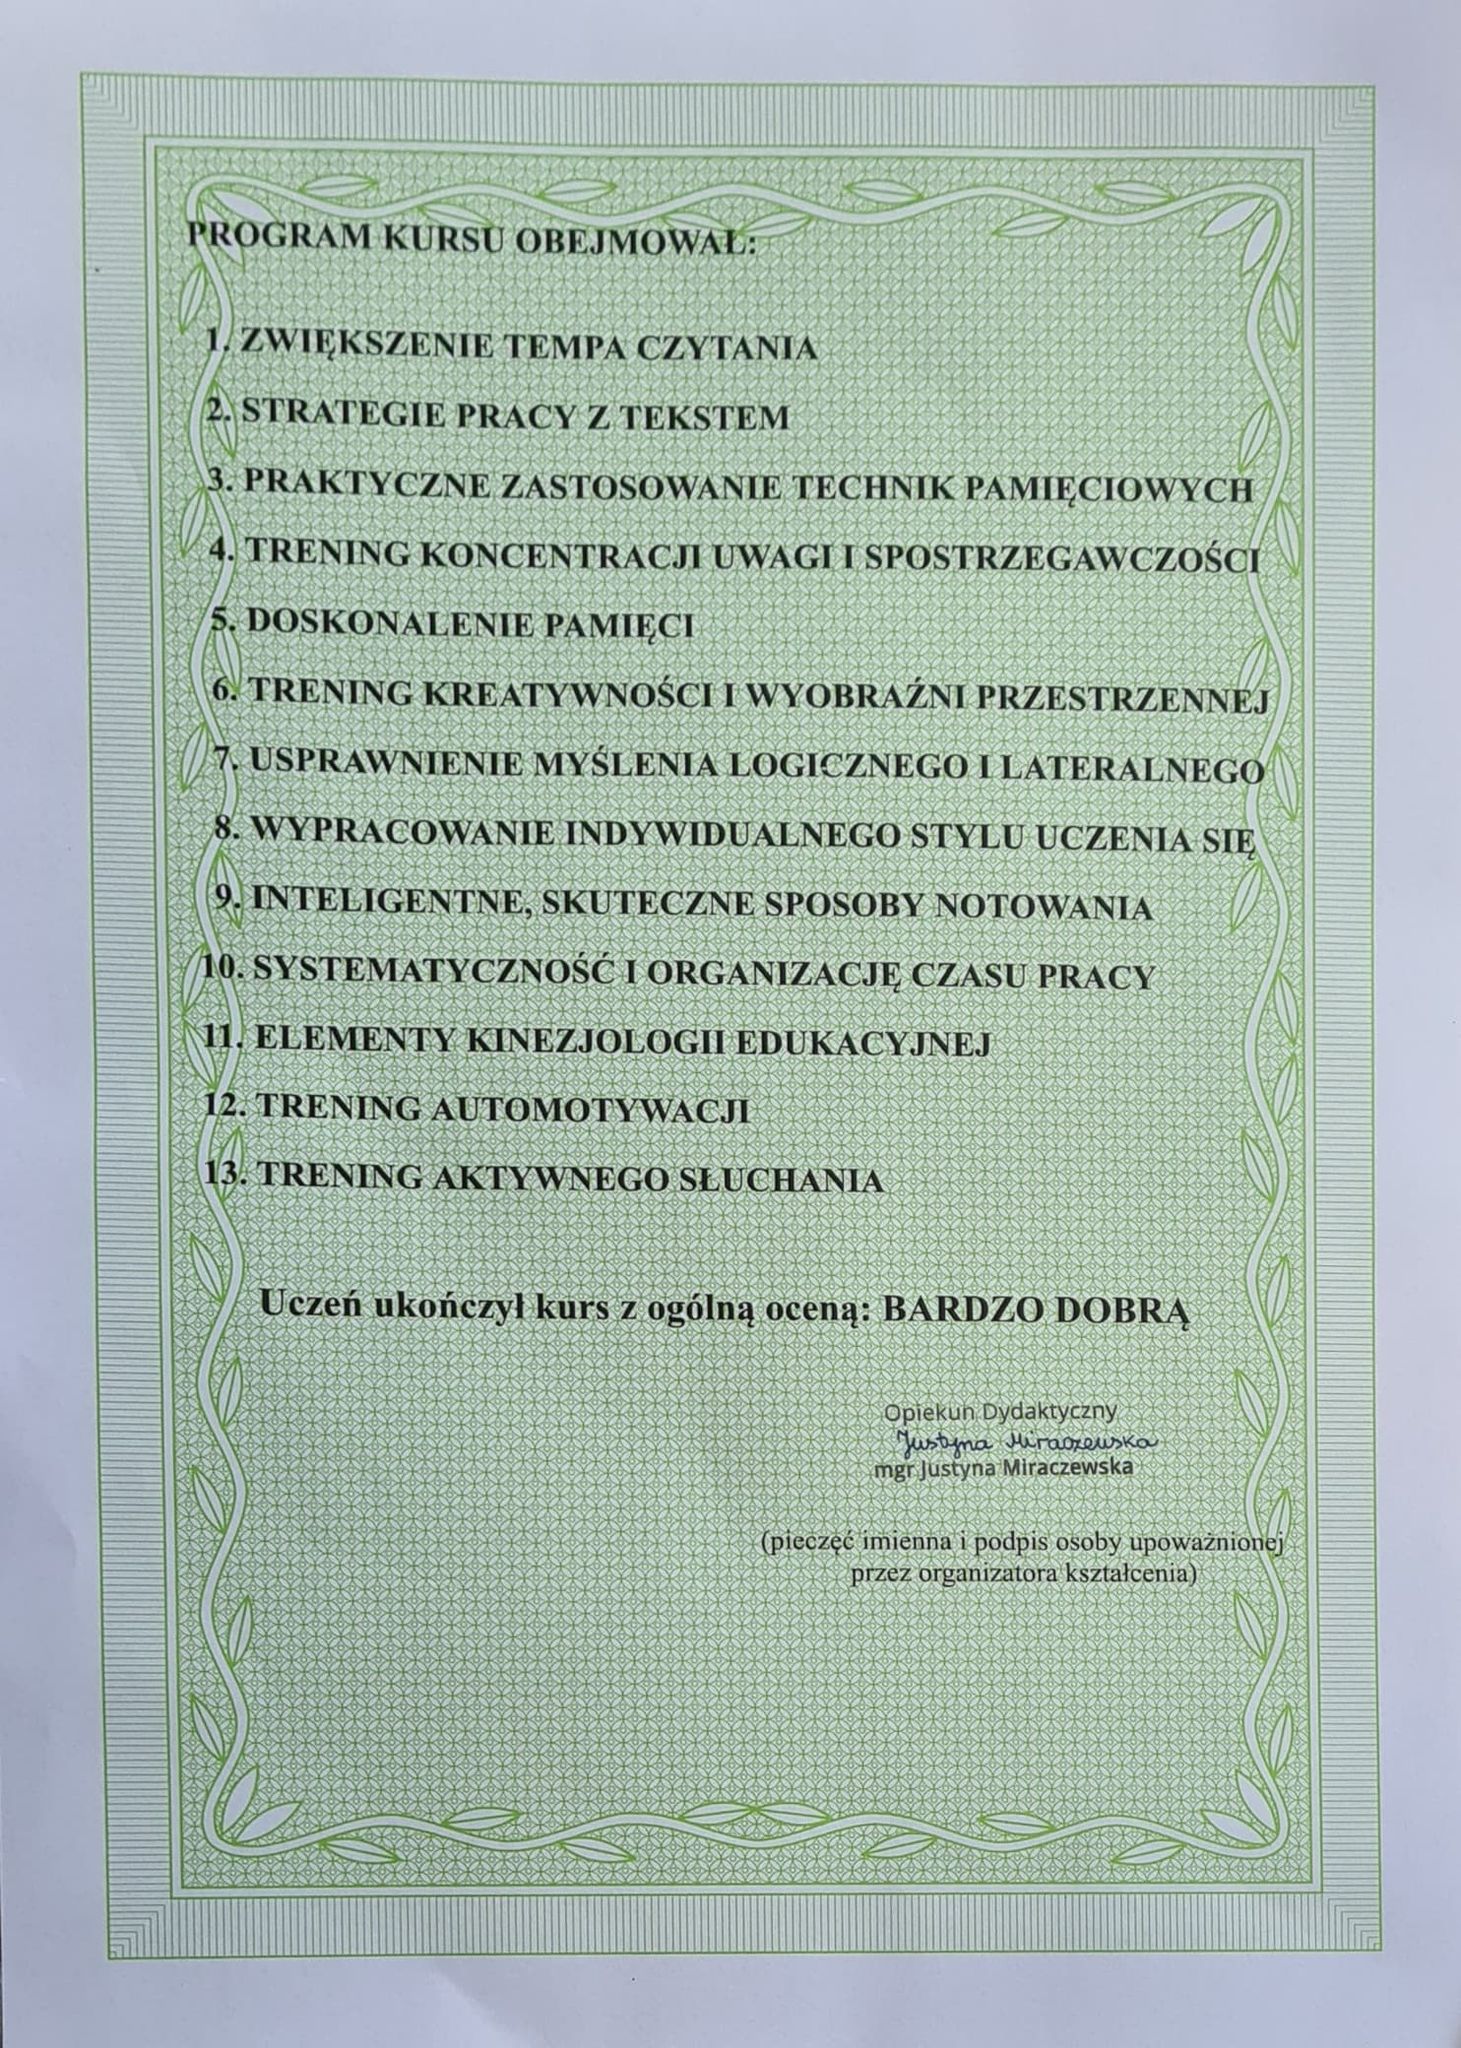 PROGRAM KURSU OBEJMOWAŁ:
1. ZWIĘKSZENIE TEMPA CZYTANIA
2. STRATEGIE PRACY Z TEKSTEM
3. PRAKTYCZNE ZASTOSOWANIE TECHNIK PAMIĘCIOWYCH
4. TRENING KONCENTRACJI UWAGI I SPOSTRZEGAWCZOŚCI
5. DOSKONALENIE PAMIĘCI
6. TRENING KREATYWNOŚCI I WYOBRAŹNI PRZESTRZENNEJ
7. USPRAWNIENIE MYŚLENIA LOGICZNEGO I LATERALNEGO
8. WYPRACOWANIE INDYWIDUALNEGO STYLU UCZENIA SIĘ
9. INTELIGENTNE, SKUTECZNE SPOSOBY NOTOWANIA
10. SYSTEMATYCZNOŚĆ I ORGANIZACJĘ CZASU PRACY
11. ELEMENTY KINEZJOLOGII EDUKACYJNEJ
12. TRENING AUTOMOTYWACJI
13. TRENING AKTYWNEGO SŁUCHANIA
Uczeń ukończył kurs z ogólną oceną: BARDZO DOBRĄ
Opiekun Dydaktyczny
Justyna Miraczewska
mgr Justyna Miraczewska
(pieczęć imienna i podpis osoby upoważnionej
przez organizatora kształcenia)